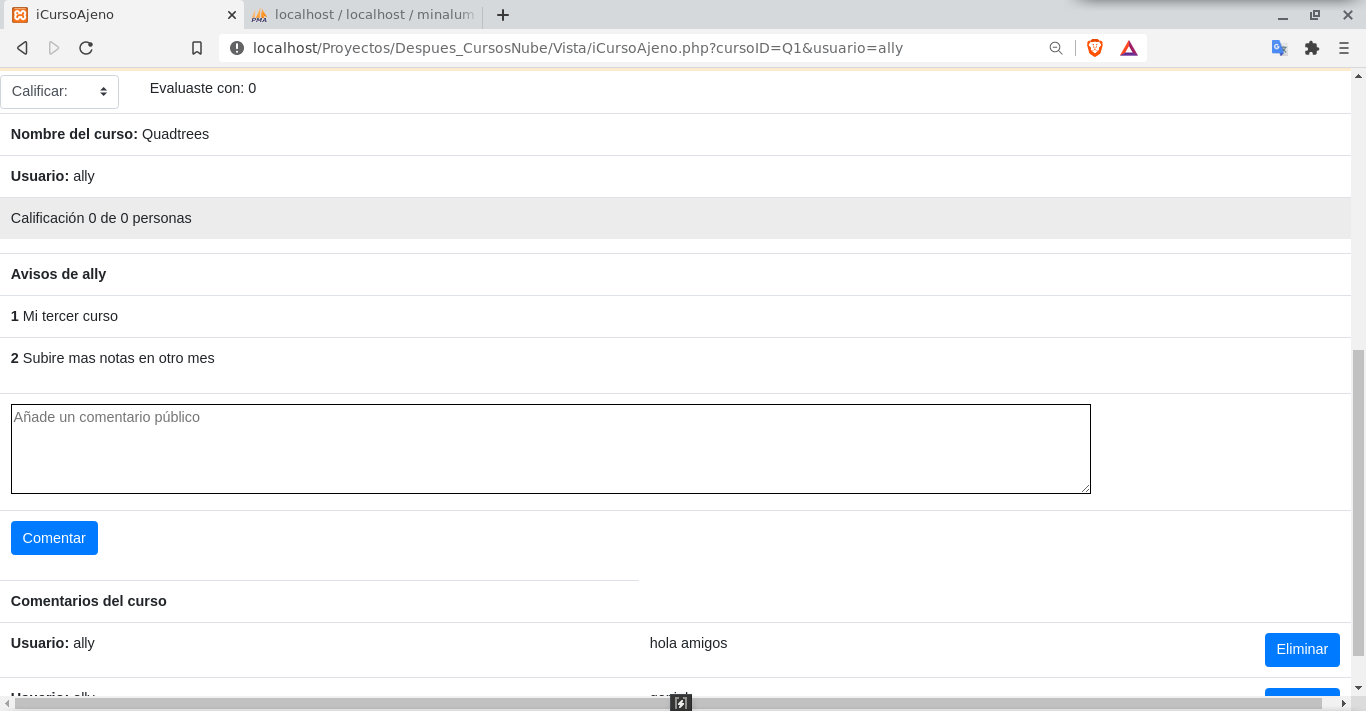 iCursoAjeno
localhost / localhost / minalum
localhost/Proyectos/Despues_CursosNube/Vista/iCursoAjeno.php?cursoID=Q1&usuario=ally
Calificar:
Evaluaste con: 0
Nombre del curso: Quadtrees
Usuario: ally
Calificación 0 de 0 personas
Avisos de ally
1 Mi tercer curso
2 Subire mas notas en otro mes
Añade un comentario público
Comentar
Comentarios del curso
Usuario: ally
hola amigos
Eliminar
Usuario: ally